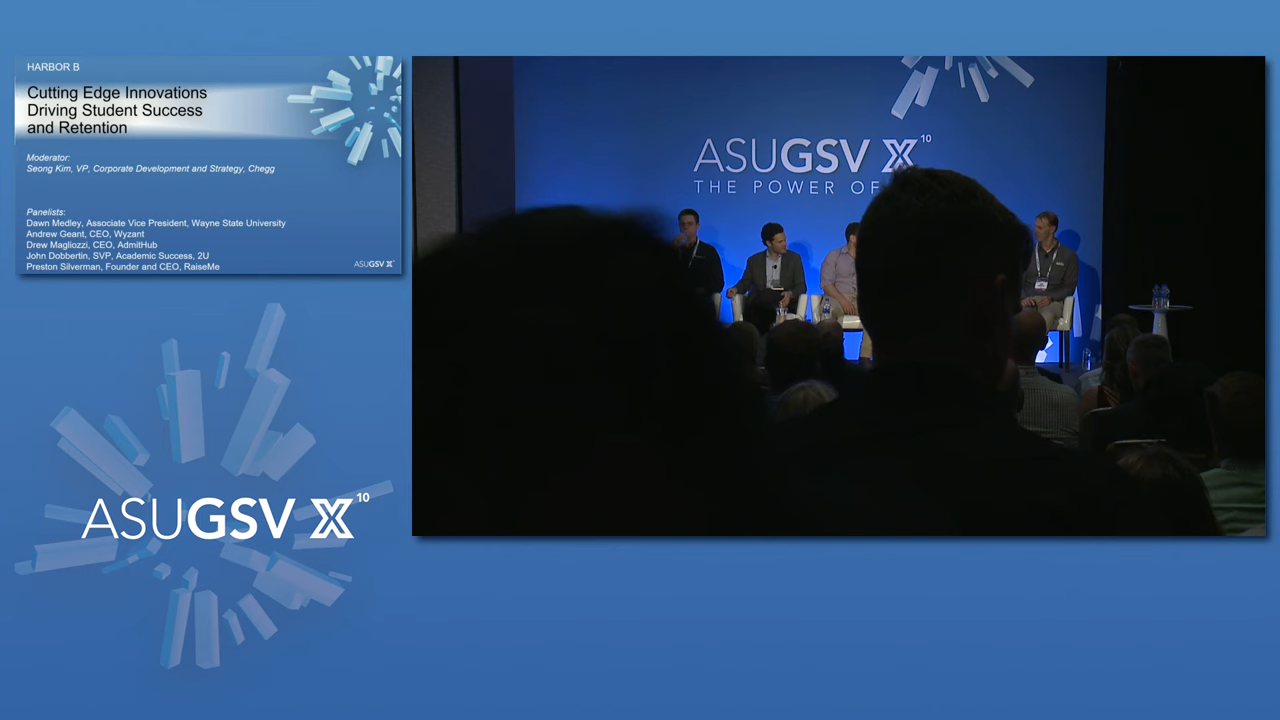 HARBOR B
Cutting Edge Innovations
Driving Student Success
and Retention
Moderator:
Seong Kim, VP, Corporate Development and Strategy, Chegg
Panelists:
Dawn Medley, Associate Vice President, Wayne State University
Andrew Geant, CEO, Wyzant
Drew Magliozzi, CEO, AdmitHub
John Dobbertin, SVP, Academic Success, 2U
Preston Silverman, Founder and CEO, RaiseMe
ASUGSV X
ASUGSV X 10
THE POWER OF
ASUGSV X 10